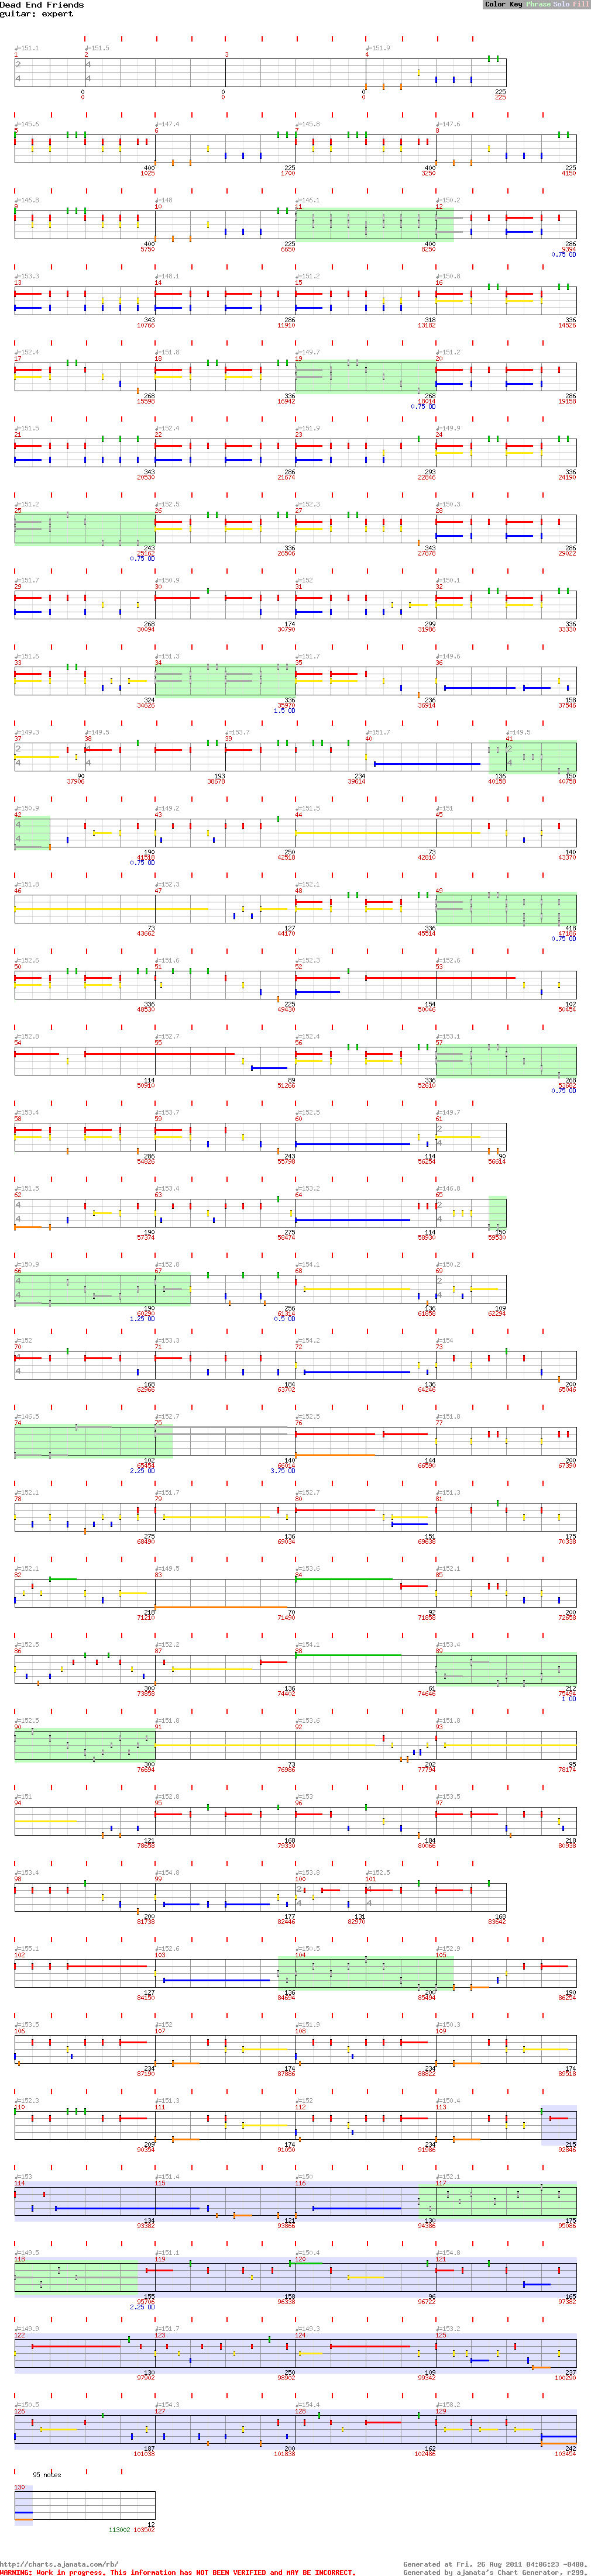 Dead End Friends
guitar: expert
Color Key Phrase Solo Fill
♩=151.1 ♩=151.5 ♩=151.9
1 2 3 4
0 0 0 225
0 0 0 225
♩=145.6 ♩=147.4 ♩=145.8 ♩=147.6
5 6 7 8
400 225 400 225
1025 1700 3250 4150
♩=146.8 ♩=148 ♩=146.1 ♩=150.2
9 10 11 12
400 225 400 286
5750 6650 8250 9394
0.75 OD
♩=153.3 ♩=148.1 ♩=151.2 ♩=150.8
13 14 15 16
343 286 318 336
10766 11910 13182 14526
♩=152.4 ♩=151.8 ♩=149.7 ♩=151.2
17 18 19 20
268 336 268 286
15598 16942 18014 19158
0.75 OD
♩=151.5 ♩=152.4 ♩=151.9 ♩=149.9
21 22 23 24
343 286 293 336
20530 21674 22846 24190
♩=151.2 ♩=152.5 ♩=152.3 ♩=150.3
25 26 27 28
243 336 343 286
25162 26506 27878 29022
0.75 OD
♩=151.7 ♩=150.9 ♩=152 ♩=150.1
29 30 31 32
268 174 299 336
30094 30790 31986 33330
♩=151.6 ♩=151.3 ♩=151.7 ♩=149.6
33 34 35 36
324 336 236 158
34626 35970 36914 37546
1.5 OD
♩=149.3 ♩=149.5 ♩=153.7 ♩=151.7 ♩=149.5
37 38 39 40 41
90 193 234 136 150
37906 38678 39614 40158 40758
♩=150.9 ♩=149.2 ♩=151.5 ♩=151
42 43 44 45
190 250 73 140
41518 42518 42810 43370
0.75 OD
♩=151.8 ♩=152.3 ♩=152.1
46 47 48 49
73 127 336 418
43662 44170 45514 47186
0.75 OD
♩=152.6 ♩=151.6 ♩=152.3 ♩=152.6
50 51 52 53
336 225 154 102
48530 49430 50046 50454
♩=152.8 ♩=152.7 ♩=152.4 ♩=153.1
54 55 56 57
114 89 336 268
50910 51266 52610 53682
0.75 OD
♩=153.4 ♩=153.7 ♩=152.5 ♩=149.7
58 59 60 61
286 243 114 90
54826 55798 56254 56614
♩=151.5 ♩=153.4 ♩=153.2 ♩=146.8
62 63 64 65
190 275 114 150
57374 58474 58930 59530
♩=150.9 ♩=152.8 ♩=154.1 ♩=150.2
66 67 68 69
190 256 136 109
60290 61314 61858 62294
1.25 OD 0.5 OD
♩=152 ♩=153.3 ♩=154.2 ♩=154
70 71 72 73
168 184 136 200
62966 63702 64246 65046
♩=146.5 ♩=152.7 ♩=152.5 ♩=151.8
74 75 76 77
102 140 144 200
65454 66014 66590 67390
2.25 OD 3.75 OD
♩=152.1 ♩=151.7 ♩=152.7 ♩=151.3
78 79 80 81
275 136 151 175
68490 69034 69638 70338
♩=152.1 ♩=149.5 ♩=153.6 ♩=152.1
82 83 84 85
218 70 92 200
71210 71490 71858 72658
♩=152.5 ♩=152.2 ♩=154.1 ♩=153.4
86 87 88 89
300 136 61 212
73858 74402 74646 75494
1 OD
♩=152.5 ♩=151.8 ♩=153.6 ♩=151.8
90 91 92 93
300 73 202 95
76694 76986 77794 78174
♩=151 ♩=152.8 ♩=153 ♩=153.5
94 95 96 97
121 168 184 218
78658 79330 80066 80938
♩=153.4 ♩=154.8 ♩=153.8 ♩=152.5
98 99 100 101
200 177 131 168
81738 82446 82970 83642
♩=155.1 ♩=152.6 ♩=150.5 ♩=152.9
102 103 104 105
127 136 200 190
84150 84694 85494 86254
♩=153.5 ♩=152 ♩=151.9 ♩=150.3
106 107 108 109
234 174 234 174
87190 87886 88822 89518
♩=152.3 ♩=151.3 ♩=152 ♩=150.4
110 111 112 113
209 174 234 215
90354 91050 91986 92846
♩=153 ♩=151.4 ♩=150 ♩=152.1
114 115 116 117
134 121 130 175
93382 93866 94386 95086
♩=149.5 ♩=151.1 ♩=150.4 ♩=154.8
118 119 120 121
155 158 96 165
95706 96338 96722 97382
2.25 OD
♩=149.9 ♩=151.7 ♩=149.3 ♩=153.2
122 123 124 125
130 250 109 237
97902 98902 99342 100290
♩=150.5 ♩=154.3 ♩=154.4 ♩=158.2
126 127 128 129
187 200 162 242
101038 101838 102486 103454
95 notes
130
12
113002 103502
http://charts.ajanata.com/rb/
Generated at Fri, 26 Aug 2011 04:06:23 -0400.
WARNING: Work in progress. This information has NOT BEEN VERIFIED and MAY BE INCORRECT.
Generated by ajanata's Chart Generator, r299.